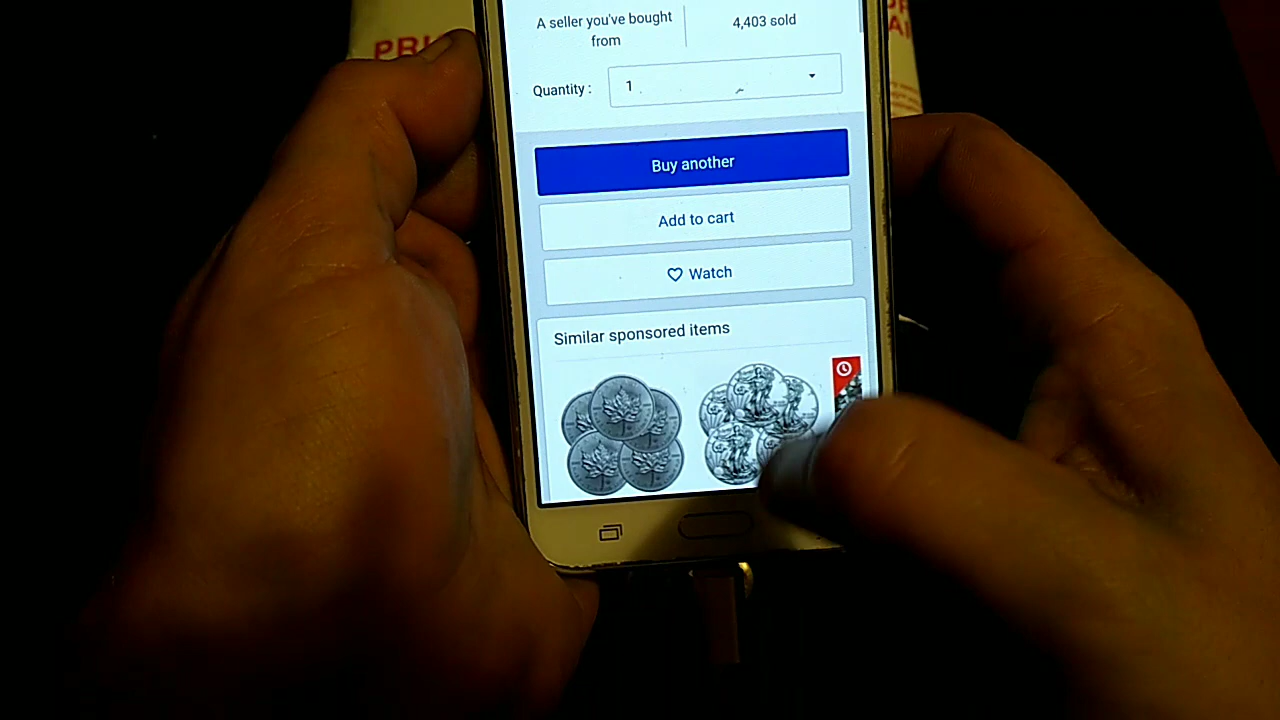 A seller you've bought
from
4,403 sold
Quantity :
1
Buy another
Add to cart
Watch
Similar sponsored items